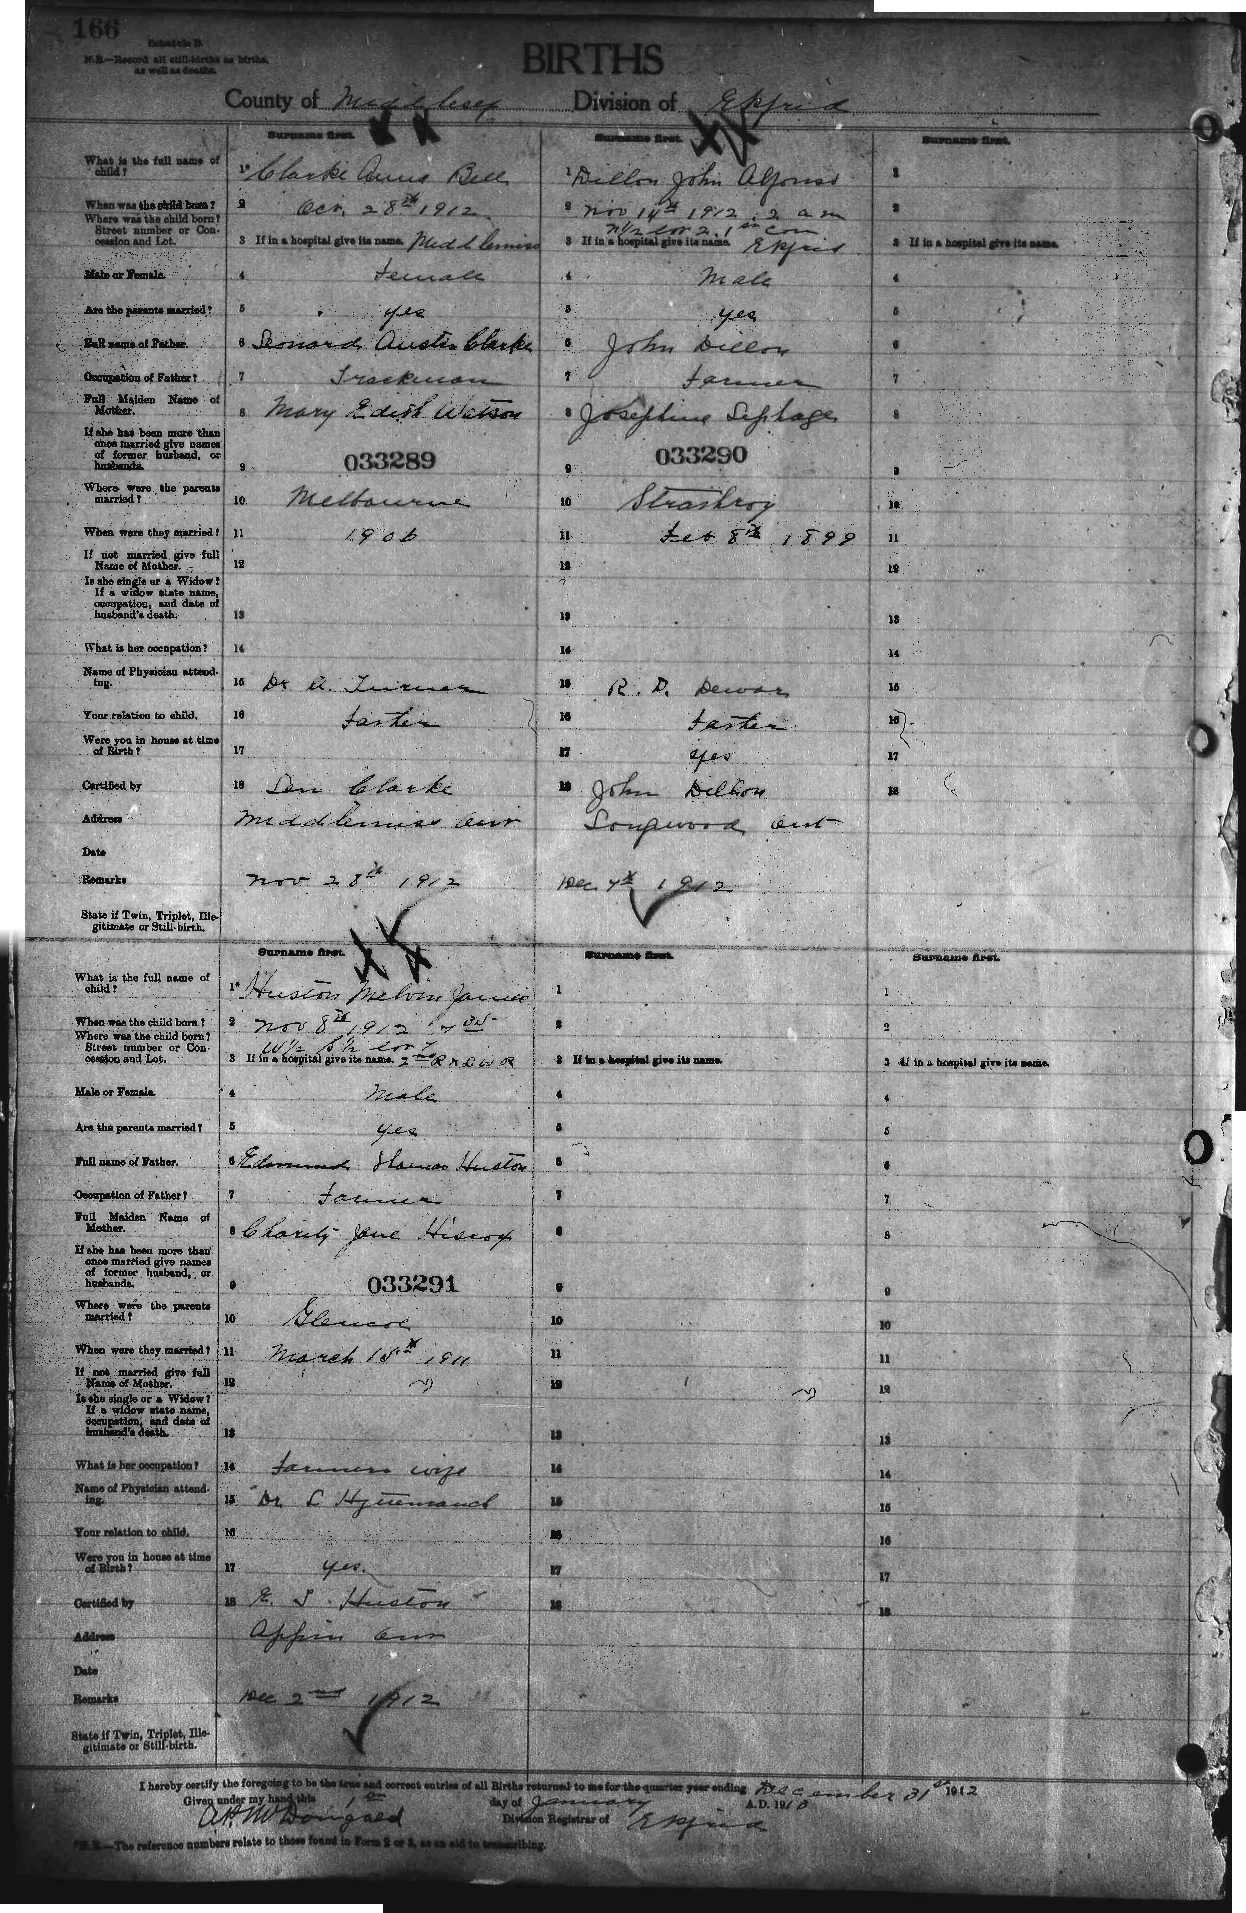 166
Schedule B.
N.B.—Record all still-births as births,
as well as deaths.
BIRTHS
County of Middlesex Division of Ekfrid
Surname first. Surname first. Surname first.
What is the full name of child? 1* Clarke Anna Bell 1 Dillon John Alfonso 1
When was the child born? 2 Oct. 28th 1912 2 Nov 14th 1912, 2 a m 2
Where was the child born? Street number or Concession and Lot. 3 If in a hospital give its name. Middlemiss 3 If in a hospital give its name. N½ Lot 2. 1st Con Ekfrid 3 If in a hospital give its name.
Male or Female. 4 Female 4 Male 4
Are the parents married? 5 yes 5 yes 5
Full name of Father. 6 Leonard Austin Clarke 6 John Dillon 6
Occupation of Father? 7 Trackman 7 Farmer 7
Full Maiden Name of Mother. 8 Mary Edith Watson 8 Josephine 8
If she has been more than once married give names of former husband, or husbands. 9 033289 9 033290 9
Where were the parents married? 10 Melbourne 10 Strathroy 10
When were they married? 11 1906 11 Feb 8th 1899 11
If not married give full Name of Mother. 12 12 12
Is she single or a Widow? If a widow state name, occupation, and date of husband's death. 13 13 13
What is her occupation? 14 14 14
Name of Physician attending. 15 Dr A. Turner 15 R. D. Dewar 15
Your relation to child. 16 Father 16 Father 16
Were you in house at time of Birth? 17 17 yes 17
Certified by 18 Len Clarke 18 John Dillon 18
Address Middlemiss Ont Longwood Ont
Date
Remarks Nov 28th 1912 Dec 7th 1912
State if Twin, Triplet, Illegitimate or Still-birth.
Surname first. Surname first. Surname first.
What is the full name of child? 1* Huston Melvin James 1 1
When was the child born? 2 Nov 8th 1912 2 2
Where was the child born? Street number or Concession and Lot. 3 If in a hospital give its name. W½ S½ Lot 7 2nd R N L W R 3 If in a hospital give its name. 3 If in a hospital give its name.
Male or Female. 4 Male 4 4
Are the parents married? 5 yes 5 5
Full name of Father. 6 Edmund Huston 6 6
Occupation of Father? 7 Farmer 7 7
Full Maiden Name of Mother. 8 Charity Jane Hiscox 8 8
If she has been more than once married give names of former husband, or husbands. 9 033291 9 9
Where were the parents married? 10 Glencoe 10 10
When were they married? 11 March 15th 1911 11 11
If not married give full Name of Mother. 12 12 12
Is she single or a Widow? If a widow state name, occupation, and date of husband's death. 13 13 13
What is her occupation? 14 Farmers wife 14 14
Name of Physician attending. 15 Dr 15 15
Your relation to child. 16 16 16
Were you in house at time of Birth? 17 yes. 17 17
Certified by 18 Huston 18 18
Address Appin Ont
Date
Remarks Dec 2nd 1912
State if Twin, Triplet, Illegitimate or Still-birth.
I hereby certify the foregoing to be the true and correct entries of all Births returned to me for the quarter year ending December 31st 1912
Given under my hand this 1st day of January A.D. 191
A.P. McDougald Division Registrar of Ekfrid
*N.B.—The reference numbers relate to those found in Form 2 or 3, as an aid to transcribing.